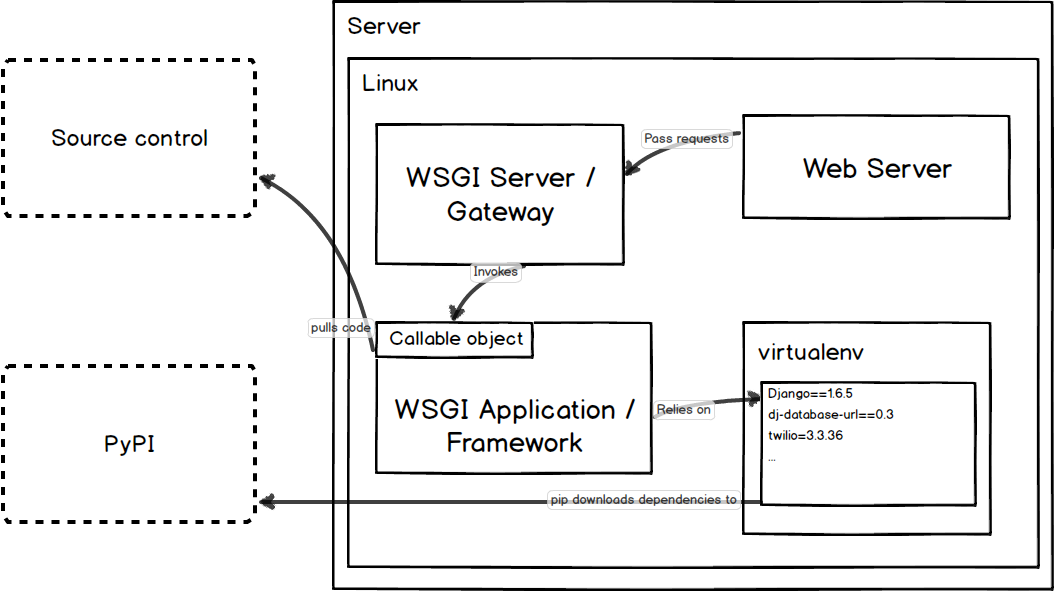 Server
Linux
Source control
Pass requests
WSGI Server /
Gateway
Web Server
Invokes
pulls code
Callable object
virtualenv
WSGI Application /
Framework
Relies on
Django==1.6.5
dj-database-url==0.3
twilio=3.3.36
...
PyPI
pip downloads dependencies to